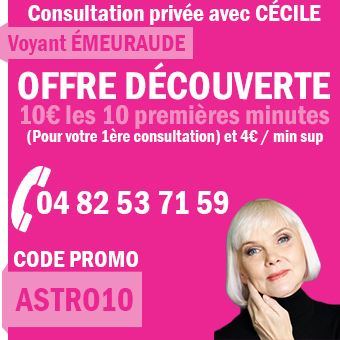 Consultation privée avec CÉCILE
Voyant ÉMEURAUDE
OFFRE DÉCOUVERTE
10€ les 10 premières minutes
(Pour votre 1ère consultation) et 4€ / min sup
04 82 53 71 59
CODE PROMO
ASTRO10